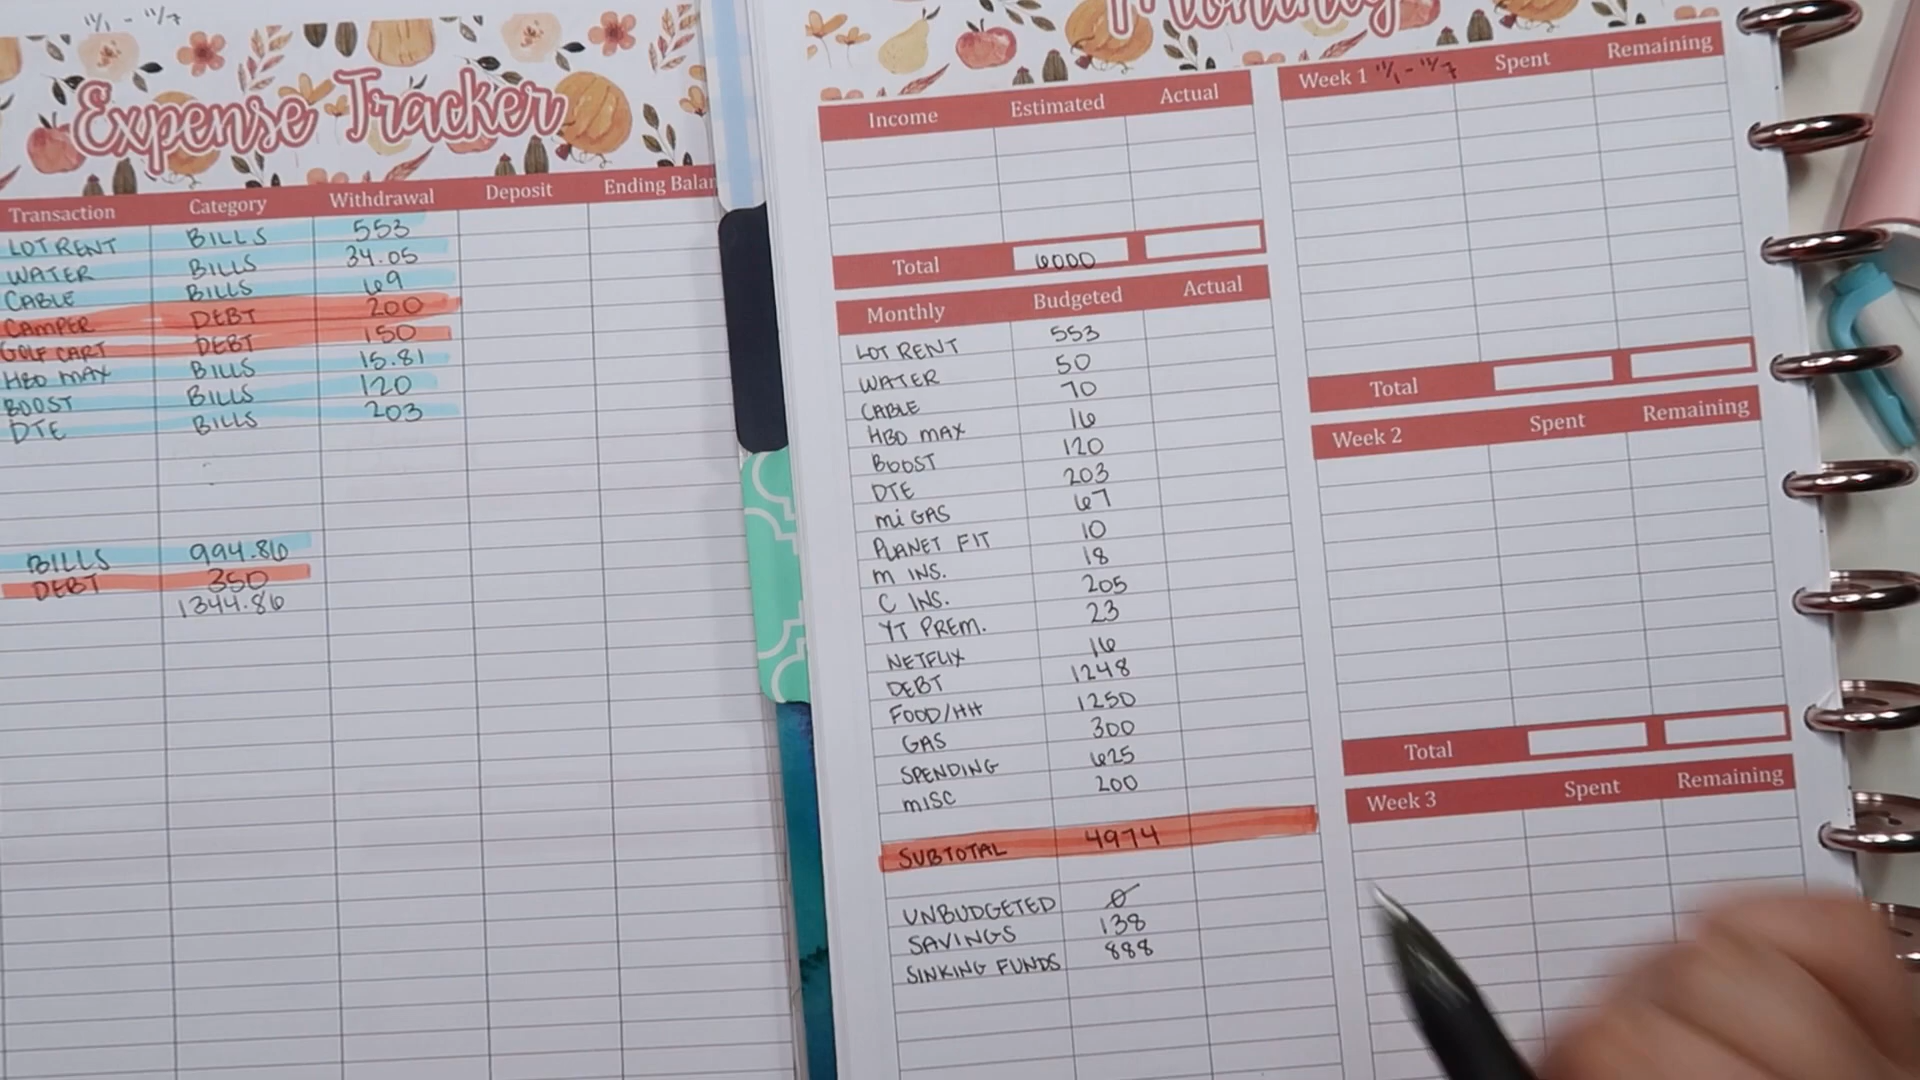 11/1 - 11/7
Expense Tracker
Transaction Category Withdrawal Deposit Ending Balan
LOT RENT BILLS 553
WATER BILLS 34.05
CABLE BILLS 69
CAMPER DEBT 200
GOLF CART DEBT 150
HBO MAX BILLS 15.81
BOOST BILLS 120
DTE BILLS 203
BILLS 994.86
DEBT 350
1344.86
Monthly
Income Estimated Actual
Total 6000
Monthly Budgeted Actual
LOT RENT 553
WATER 50
CABLE 70
HBO MAX 16
BOOST 120
DTE 203
Mi GAS 67
PLANET FIT 10
M INS. 18
C INS. 205
YT PREM. 23
NETFLIX 16
DEBT 1248
FOOD/HH 1250
GAS 300
SPENDING 625
MISC 200
SUBTOTAL 4974
UNBUDGETED 0
SAVINGS 138
SINKING FUNDS 888
Week 1 11/1 - 11/7 Spent Remaining
Total
Week 2 Spent Remaining
Total
Week 3 Spent Remaining